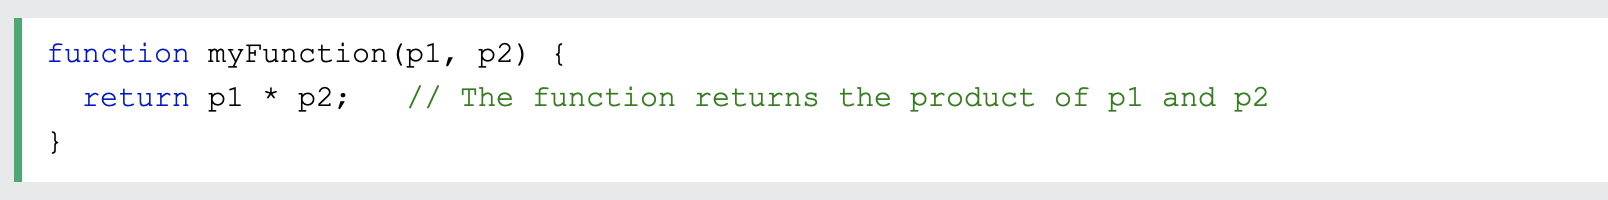 function myFunction(p1, p2) {
  return p1 * p2;   // The function returns the product of p1 and p2
}